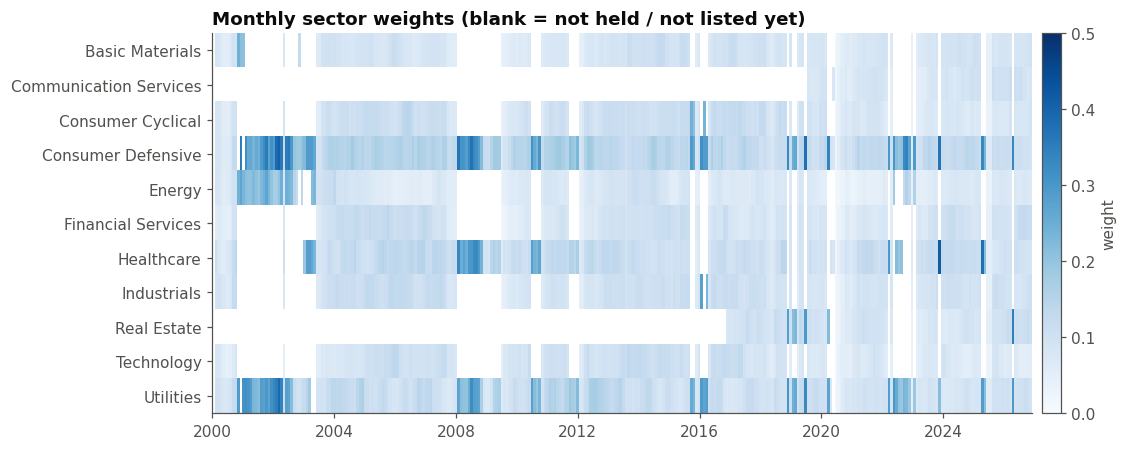 Monthly sector weights (blank = not held / not listed yet)
Basic Materials
Communication Services
Consumer Cyclical
Consumer Defensive
Energy
Financial Services
Healthcare
Industrials
Real Estate
Technology
Utilities
2000 2004 2008 2012 2016 2020 2024
0.5
0.4
0.3
0.2
0.1
0.0
weight